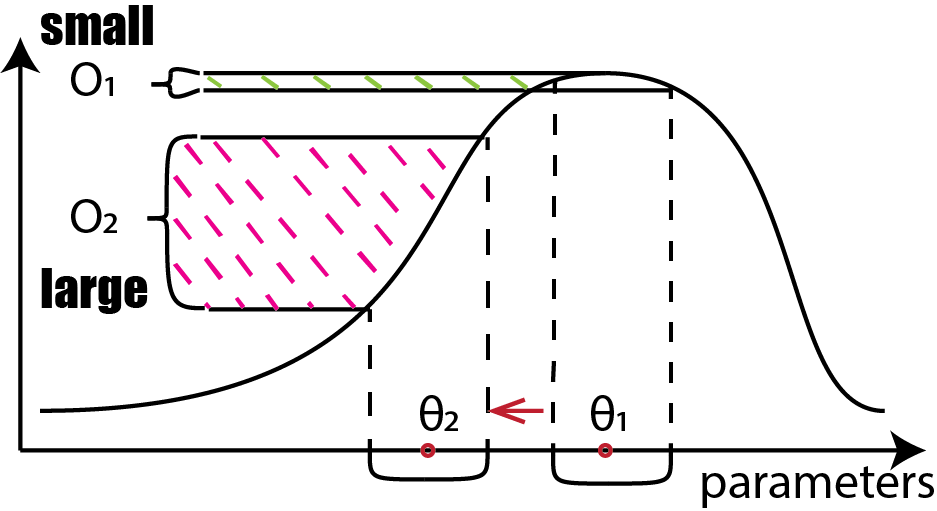 small
O₁
O₂
large
θ₂
θ₁
parameters